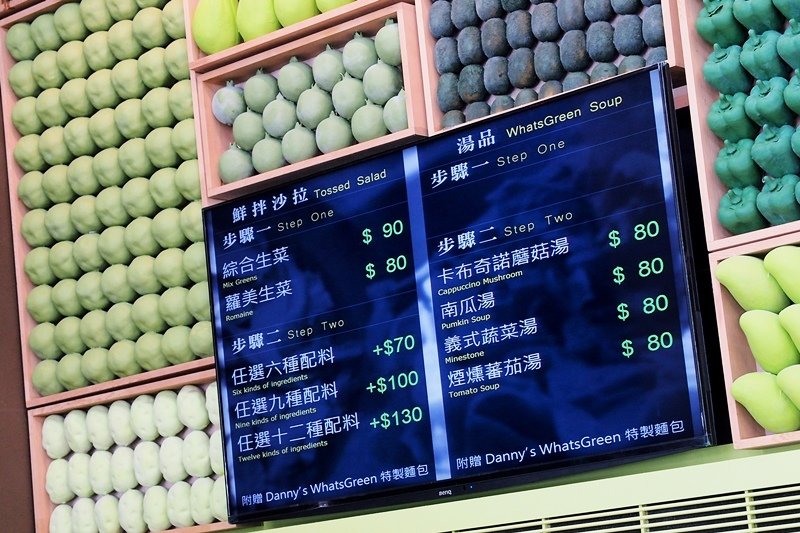 鮮拌沙拉 Tossed Salad
步驟一 Step One
綜合生菜 $ 90
Mix Greens
蘿美生菜 $ 80
Romaine
步驟二 Step Two
任選六種配料 +$70
Six kinds of ingredients
任選九種配料 +$100
Nine kinds of ingredients
任選十二種配料 +$130
Twelve kinds of ingredients
附贈 Danny's WhatsGreen 特製麵包
湯品 WhatsGreen Soup
步驟一 Step One
步驟二 Step Two
卡布奇諾蘑菇湯 $ 80
Cappuccino Mushroom
南瓜湯 $ 80
Pumkin Soup
義式蔬菜湯 $ 80
Minestone
煙燻蕃茄湯 $ 80
Tomato Soup
附贈 Danny's WhatsGreen 特製麵包
BenQ